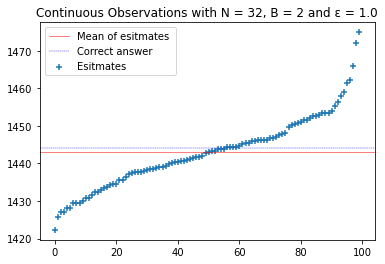 Continuous Observations with N = 32, B = 2 and ε = 1.0
Mean of esitmates
Correct answer
Esitmates
1470
1460
1450
1440
1430
1420
0 20 40 60 80 100